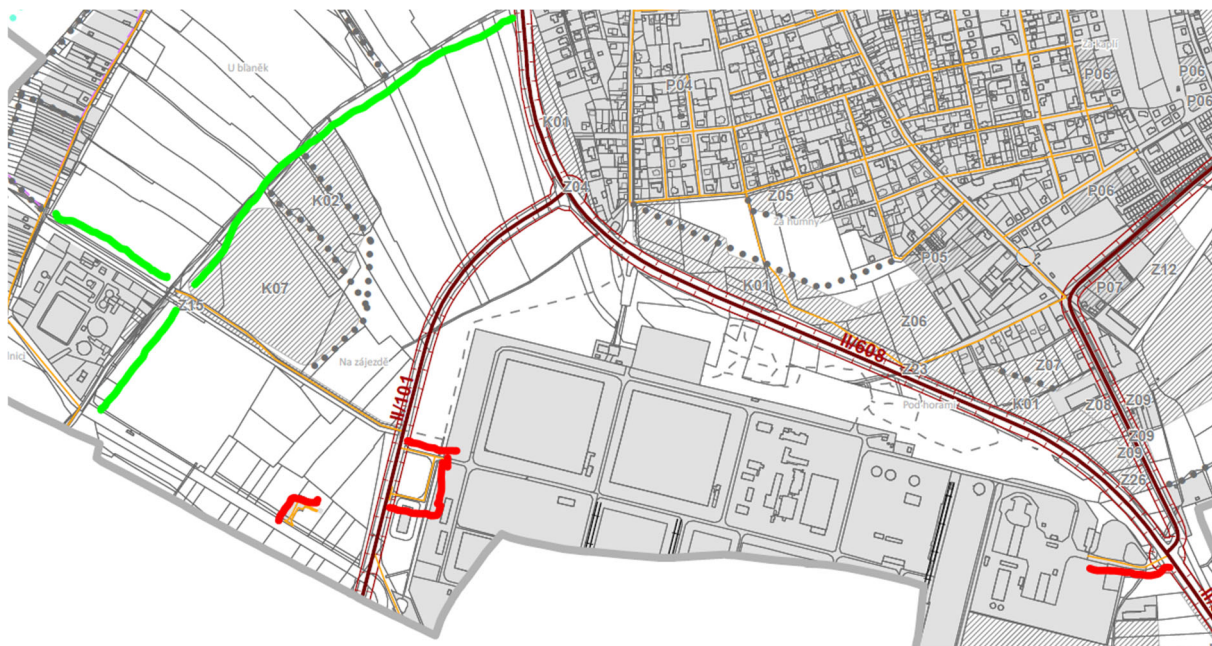 Za kapli
U blaněk
P06
P06
P04
P06
K01
Z04
Z05
P06
K02
Za humny
P05
Z12
K07
K01
P07
Z15
Z06
II/608
Na zájezdě
Z23
Z07
II/101
Pod horami
K01
Z08
Z09
Z09
Z09
Z26